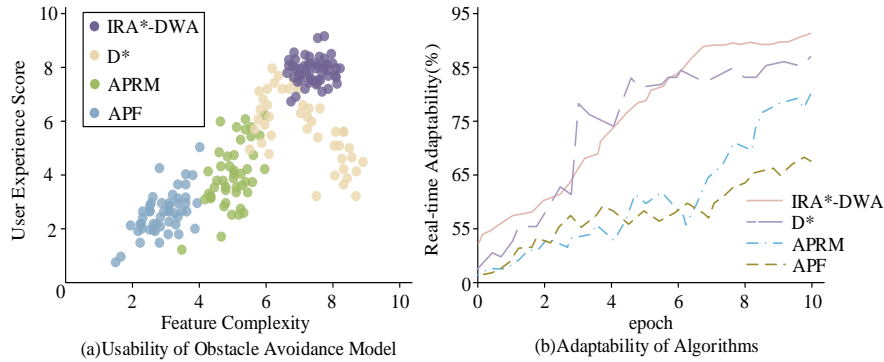 IRA*-DWA
D*
APRM
APF
User Experience Score
10
8
6
4
2
0
2
4
6
8
10
Feature Complexity
(a)Usability of Obstacle Avoidance Model
Real-time Adaptability(%)
95
85
75
65
55
0
0
2
4
6
8
10
epoch
IRA*-DWA
D*
APRM
APF
(b)Adaptability of Algorithms